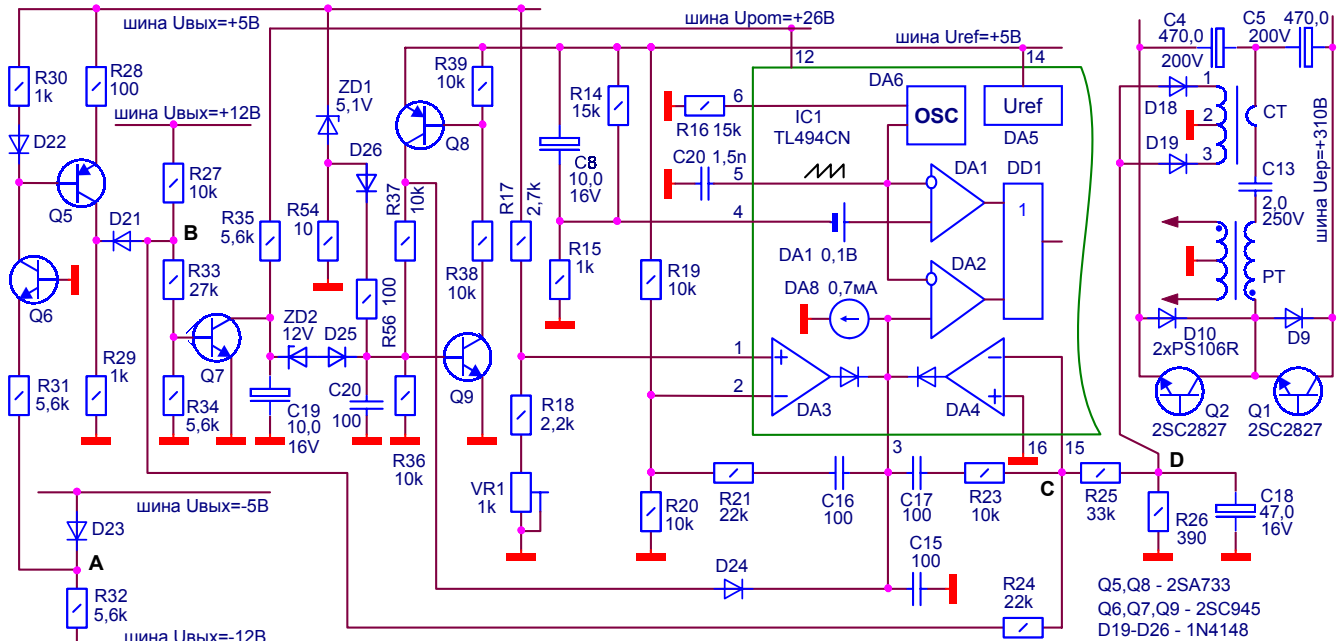 шина Uвых=+5В
шина Upom=+26В
шина Uref=+5В
C4
470,0
200V
C5
470,0
200V
R30
1k
R28
100
ZD1
5,1V
R39
10k
R14
15k
12
14
DA6
OSC
Uref
DA5
6
R16 15k
IC1
TL494CN
D18
1
2
3
CT
D19
шина Uвых=+12В
D22
D26
Q8
C8
10,0
16V
C20 1,5n
5
DA1
DD1
1
C13
2,0
250V
шина Uep=+310В
Q5
R27
10k
R35
5,6k
R54
10
R37
10k
R17
2,7k
4
D21
B
R15
1k
R19
10k
DA1 0,1В
DA2
PT
Q6
R33
27k
R38
10k
DA8 0,7мА
R56 100
ZD2
12V
D25
D10
2xPS106R
D9
R29
1k
Q7
1
2
+
−
DA3
−
+
DA4
R31
5,6k
R34
5,6k
C19
10,0
16V
C20
100
Q9
R18
2,2k
Q2
2SC2827
Q1
2SC2827
R36
10k
3
16
15
VR1
1k
D
R20
10k
R21
22k
C16
100
C17
100
R23
10k
C
R25
33k
R26
390
C18
47,0
16V
шина Uвых=-5В
D23
A
C15
100
D24
R24
22k
R32
5,6k
Q5,Q8 - 2SA733
Q6,Q7,Q9 - 2SC945
D19-D26 - 1N4148
шина Uвых=-12В